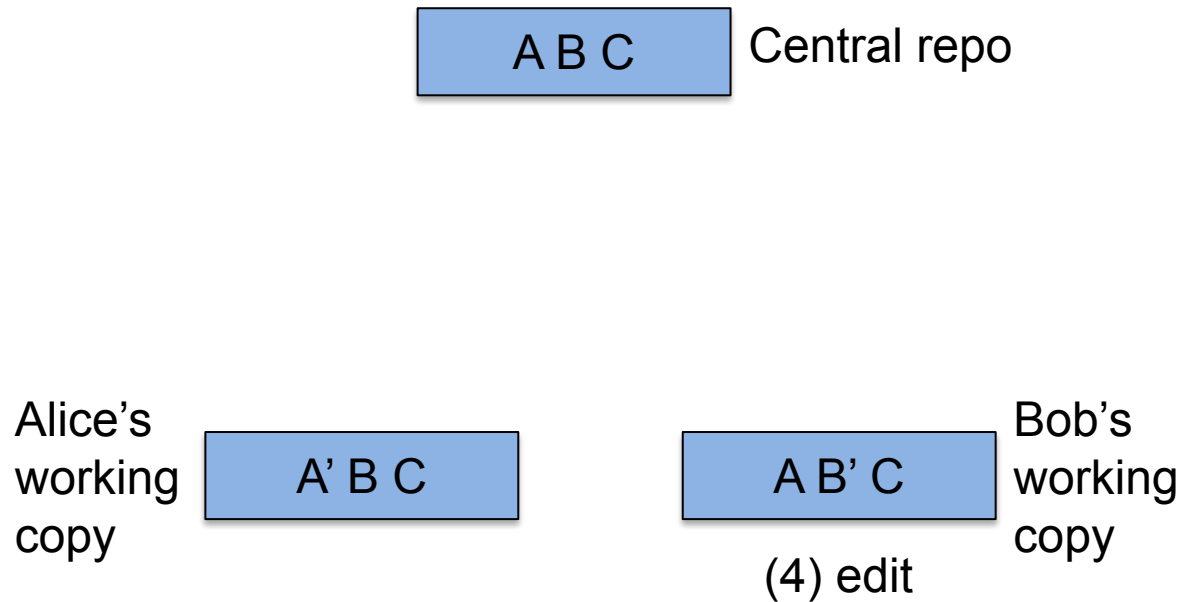 A B C
Central repo
Alice’s
working
copy
A’ B C
A B’ C
Bob’s
working
copy
(4) edit